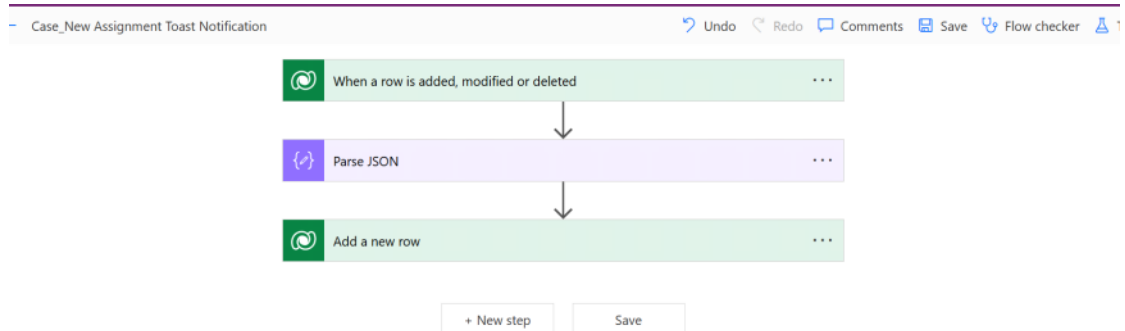 Case_New Assignment Toast Notification Undo Redo Comments Save Flow checker
When a row is added, modified or deleted
Parse JSON
Add a new row
+ New step Save